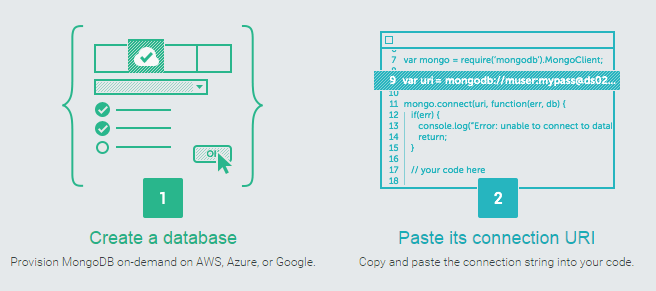 OK
6
7 var mongo = require('mongodb').MongoClient;
8
9 var uri = mongodb://muser:mypass@ds02...
10
11 mongo.connect(uri, function(err, db) {
12 if(err) {
13 console.log("Error: unable to connect to datal
14 return;
15 }
16
17 // your code here
18
1
2
Create a database
Paste its connection URI
Provision MongoDB on-demand on AWS, Azure, or Google.
Copy and paste the connection string into your code.